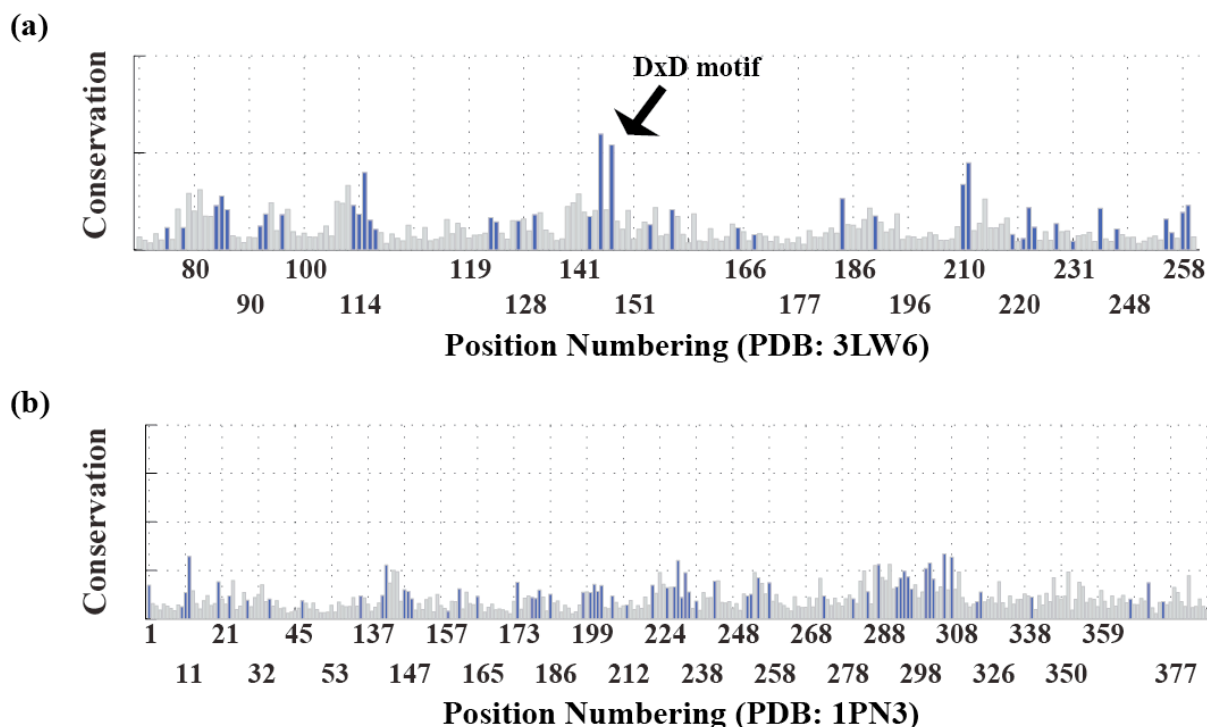 (a)
DxD motif
Conservation
80 100 119 141 166 186 210 231 258
90 114 128 151 177 196 220 248
Position Numbering (PDB: 3LW6)
(b)
Conservation
1 21 45 137 157 173 199 224 248 268 288 308 338 359
11 32 53 147 165 186 212 238 258 278 298 326 350 377
Position Numbering (PDB: 1PN3)